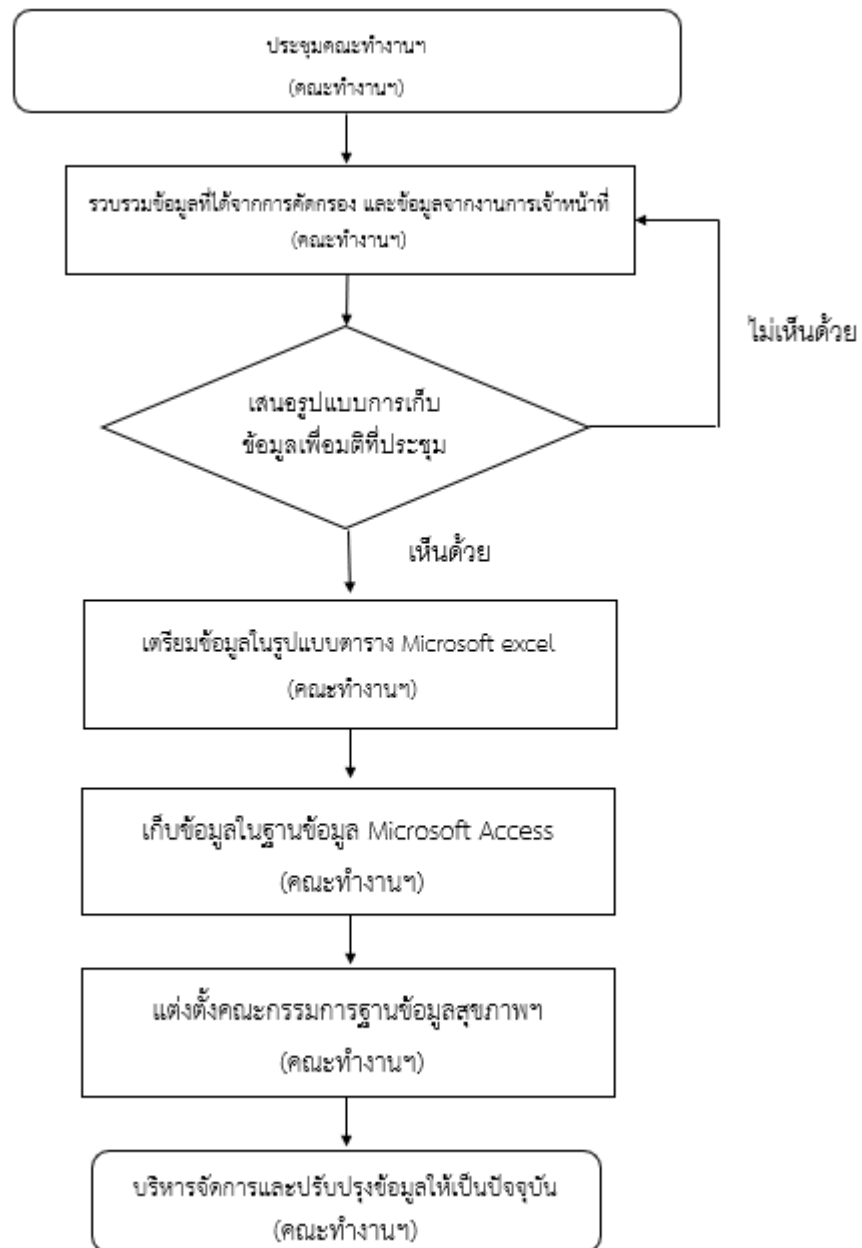 ประชุมคณะทำงานฯ
(คณะทำงานฯ)
รวบรวมข้อมูลที่ได้จากการคัดกรอง และข้อมูลจากงานการเจ้าหน้าที่
(คณะทำงานฯ)
ไม่เห็นด้วย
เสนอรูปแบบการเก็บ
ข้อมูลเพื่อมติที่ประชุม
เห็นด้วย
เตรียมข้อมูลในรูปแบบตาราง Microsoft excel
(คณะทำงานฯ)
เก็บข้อมูลในฐานข้อมูล Microsoft Access
(คณะทำงานฯ)
แต่งตั้งคณะกรรมการฐานข้อมูลสุขภาพฯ
(คณะทำงานฯ)
บริหารจัดการและปรับปรุงข้อมูลให้เป็นปัจจุบัน
(คณะทำงานฯ)